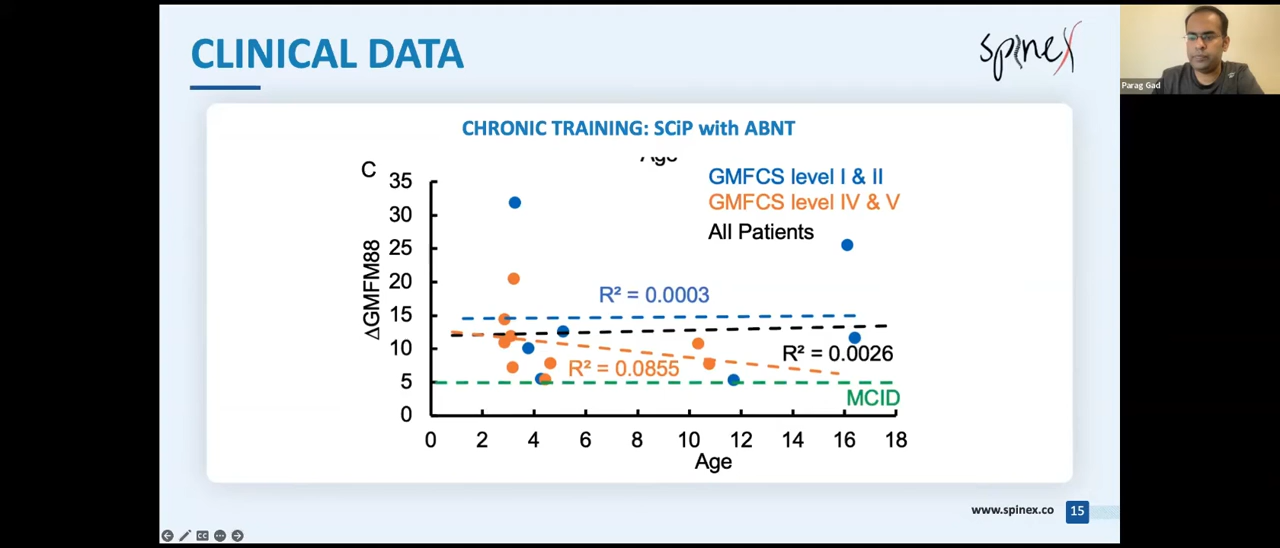 CLINICAL DATA
spinex
Parag Gad
CHRONIC TRAINING: SCiP with ABNT
Age
C
GMFCS level I & II
GMFCS level IV & V
All Patients
ΔGMFM88
35
30
25
20
15
10
5
0
R² = 0.0003
R² = 0.0026
R² = 0.0855
MCID
0 2 4 6 8 10 12 14 16 18
Age
www.spinex.co 15
CC